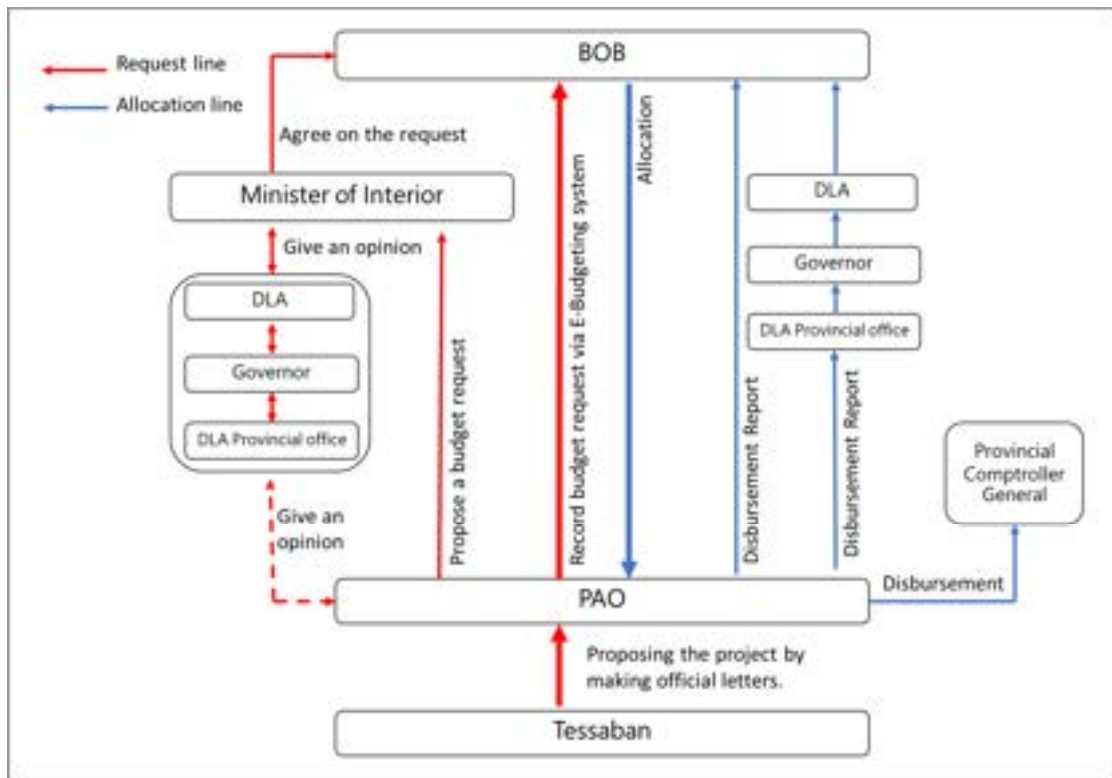 BOB
Request line
Allocation line
Agree on the request
Minister of Interior
Give an opinion
DLA
Governor
DLA Provincial office
Give an
opinion
Propose a budget request
Record budget request via E-Budgeting system
Allocation
Disbursement Report
DLA
Governor
DLA Provincial office
Disbursement Report
Provincial
Comptroller
General
Disbursement
PAO
Proposing the project by
making official letters.
Tessaban